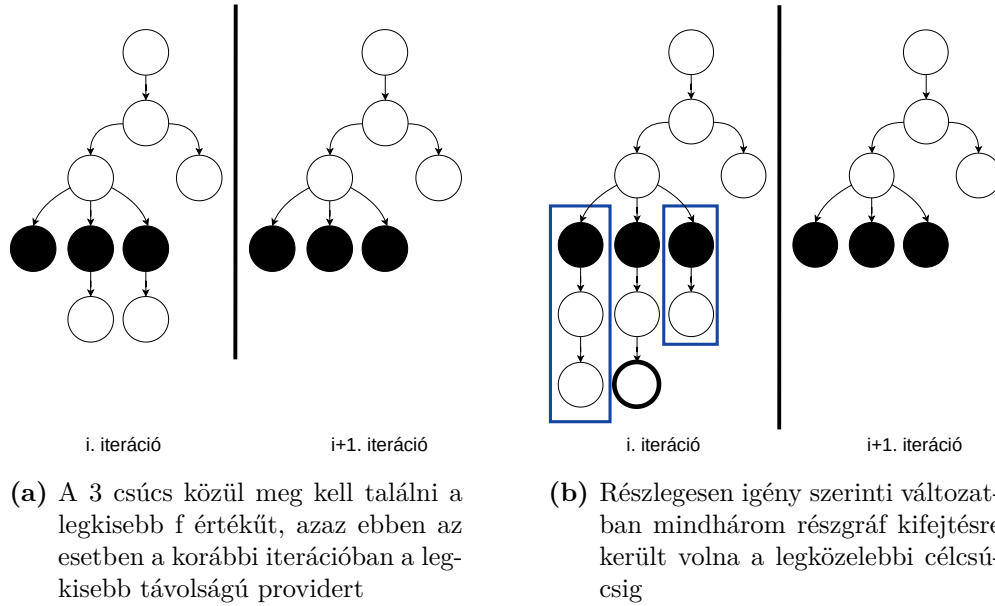 i. iteráció
i+1. iteráció
(a) A 3 csúcs közül meg kell találni a
legkisebb f értékűt, azaz ebben az
esetben a korábbi iterációban a leg-
kisebb távolságú providert
i. iteráció
i+1. iteráció
(b) Részlegesen igény szerinti változat-
ban mindhárom részgráf kifejtésre
került volna a legközelebbi célcsú-
csig